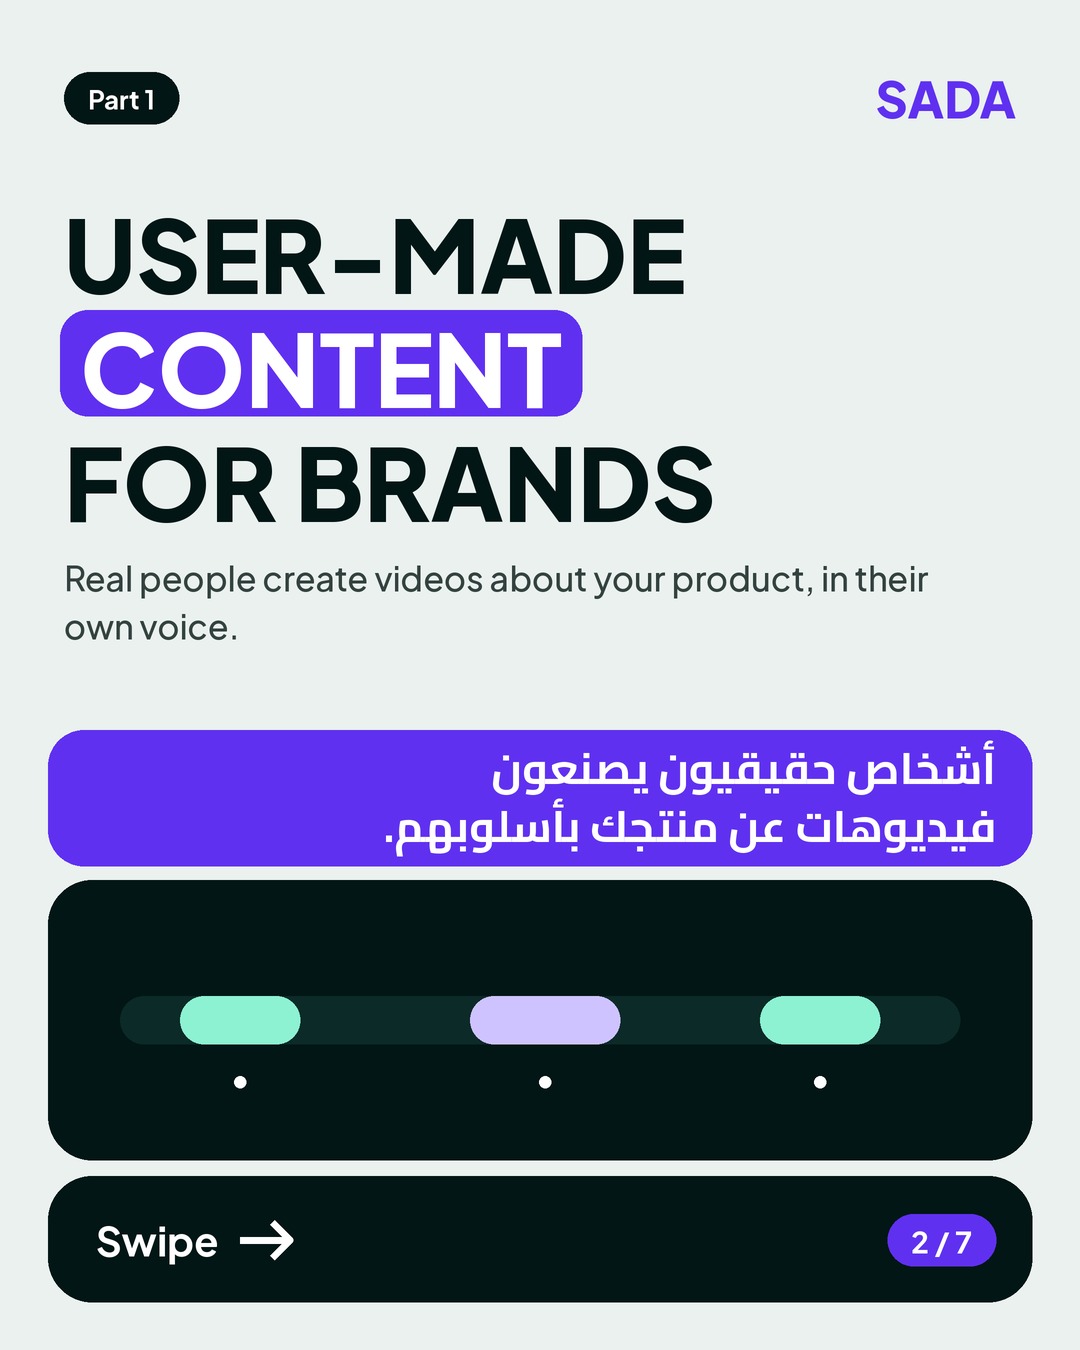 Part 1
SADA
USER-MADE
CONTENT
FOR BRANDS
Real people create videos about your product, in their
own voice.
أشخاص حقيقيون يصنعون
فيديوهات عن منتجك بأسلوبهم.
Swipe →
2 / 7